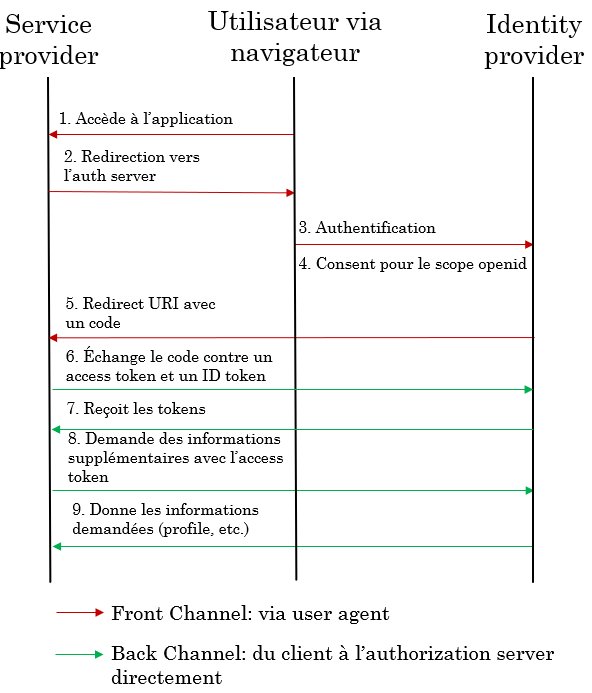 Service
provider
Utilisateur via
navigateur
Identity
provider
1. Accède à l'application
2. Redirection vers
l'auth server
3. Authentification
4. Consent pour le scope openid
5. Redirect URI avec
un code
6. Échange le code contre un
access token et un ID token
7. Reçoit les tokens
8. Demande des informations
supplémentaires avec l'access
token
9. Donne les informations
demandées (profile, etc.)
Front Channel: via user agent
Back Channel: du client à l'authorization server
directement